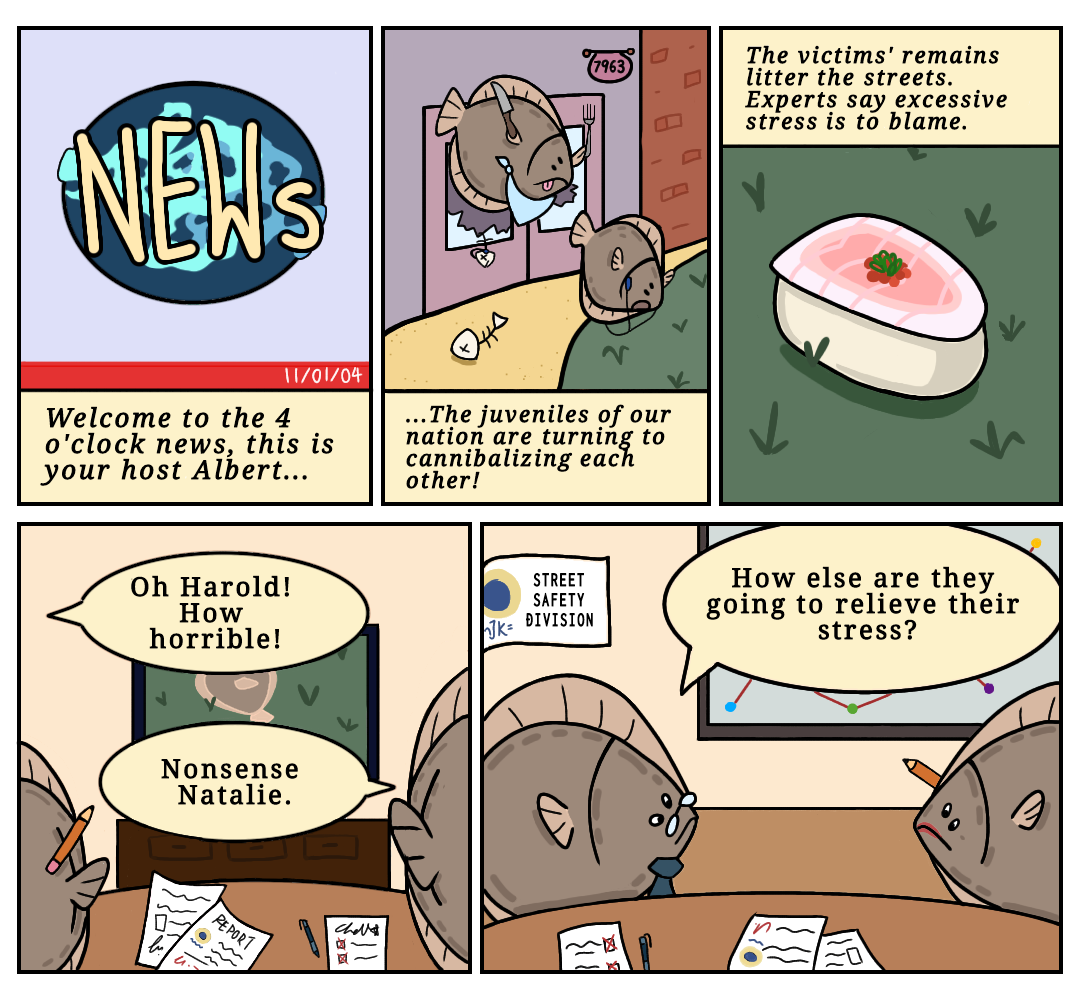 NEWs
11/01/04
Welcome to the 4
o'clock news, this is
your host Albert...
7963
...The juveniles of our
nation are turning to
cannibalizing each
other!
The victims' remains
litter the streets.
Experts say excessive
stress is to blame.
Oh Harold!
How
horrible!
Nonsense
Natalie.
REPORT
STREET
SAFETY
DIVISION
How else are they
going to relieve their
stress?